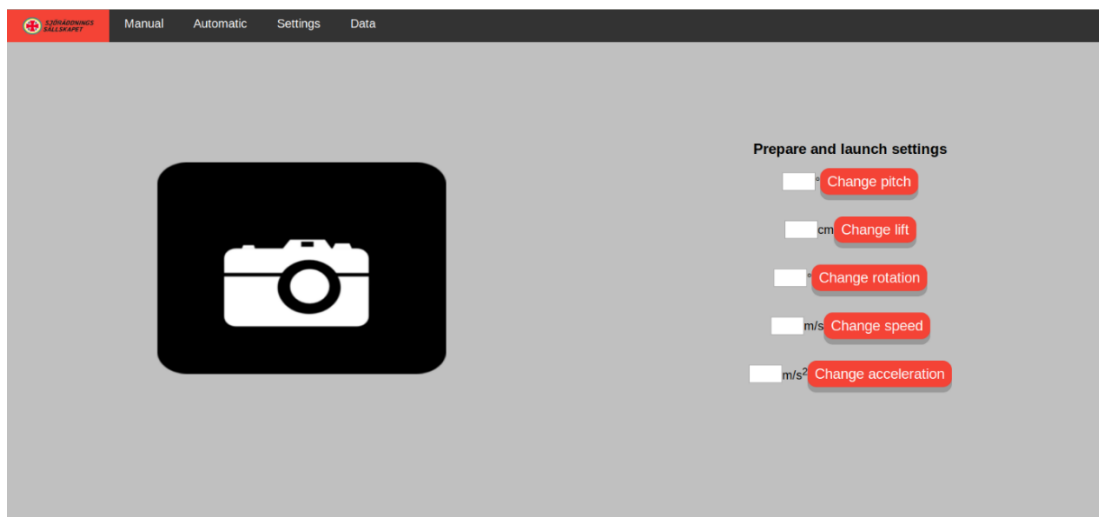 SJÖRÄDDNINGS
SÄLLSKAPET
Manual Automatic Settings Data
Prepare and launch settings
° Change pitch
cm Change lift
° Change rotation
m/s Change speed
m/s² Change acceleration